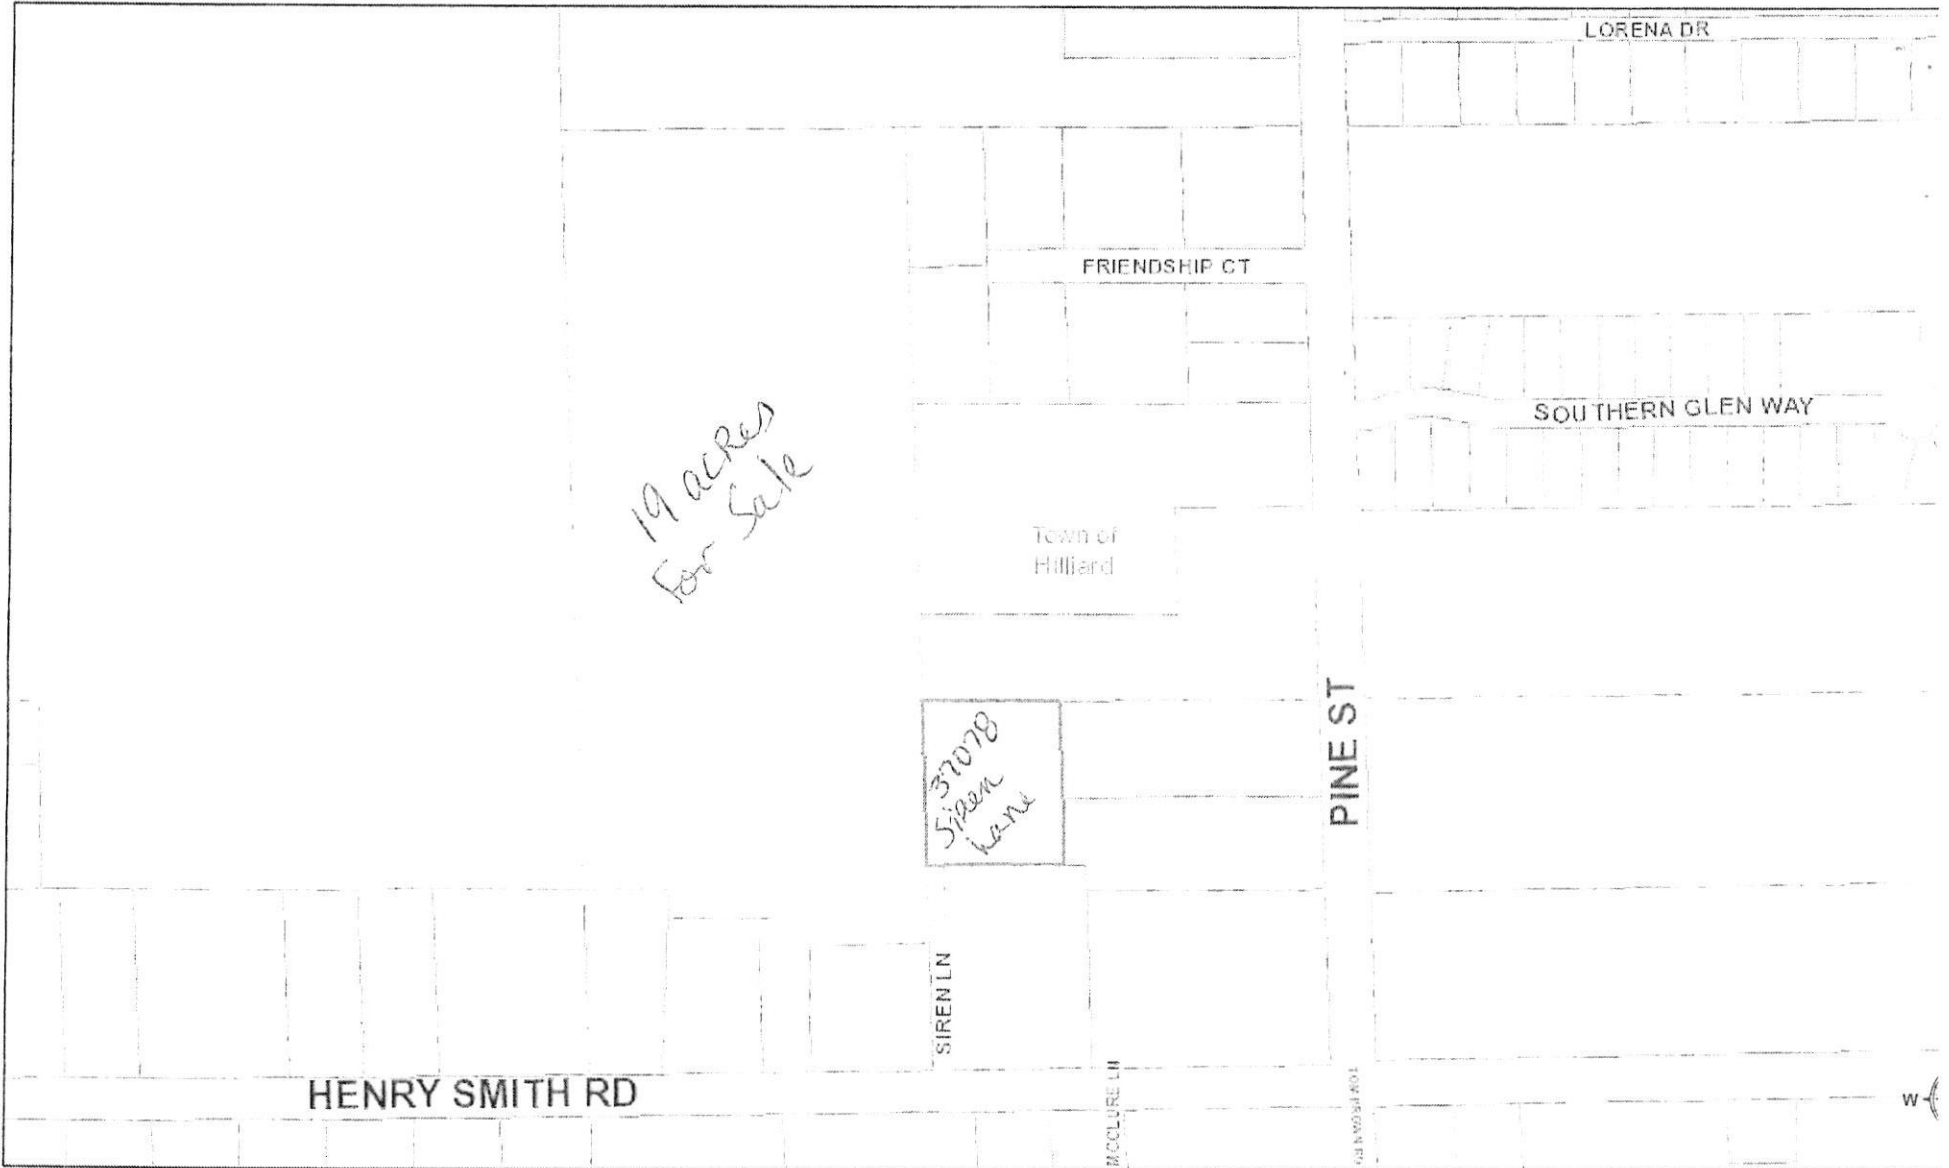 LORENA DR
FRIENDSHIP CT
SOUTHERN GLEN WAY
19 acres
for Sale
Town of
Hilliard
PINE ST
37078
Siren
Lane
SIREN LN
HENRY SMITH RD
MCCLURE LN
W